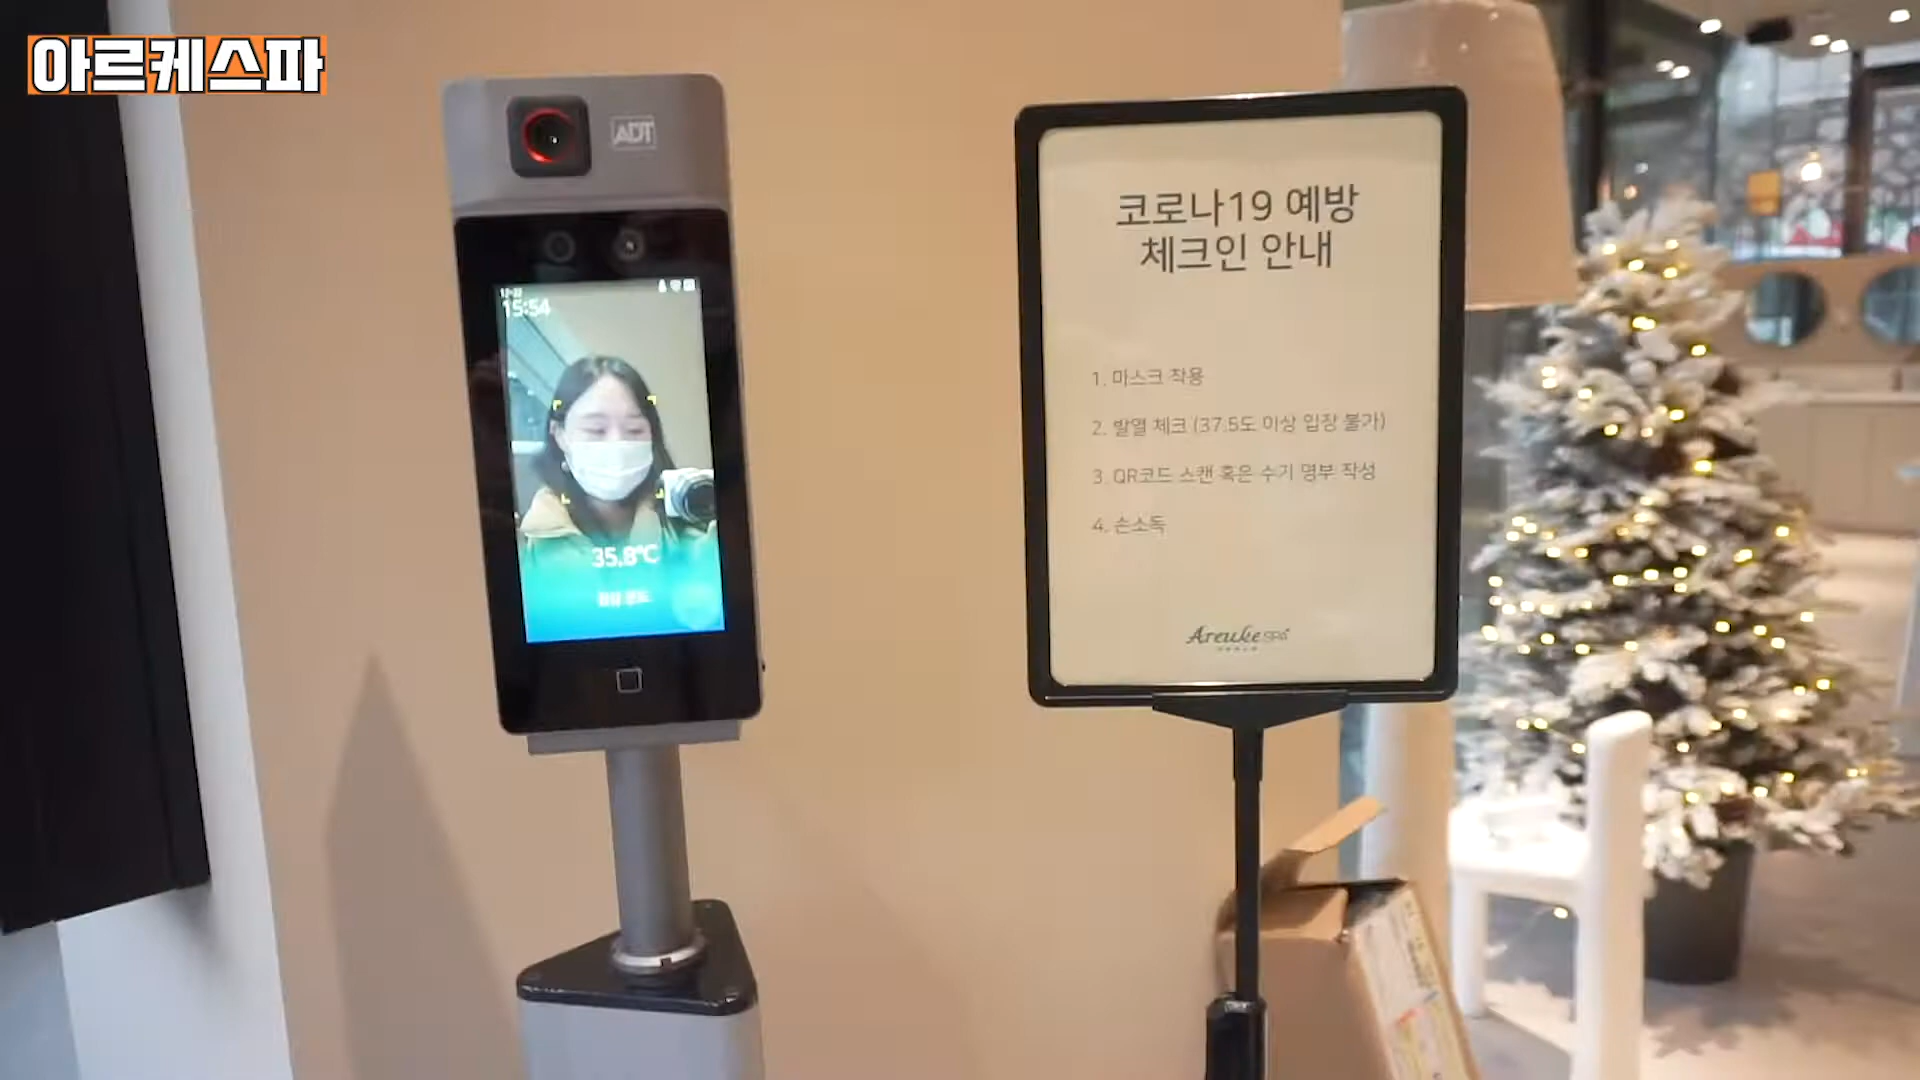 아르케스파
ADT
15:54
35.8°C
코로나19 예방
체크인 안내
1. 마스크 착용
2. 발열 체크 (37.5도 이상 입장 불가)
3. QR코드 스캔 혹은 수기 명부 작성
4. 손소독
Areuke SPA